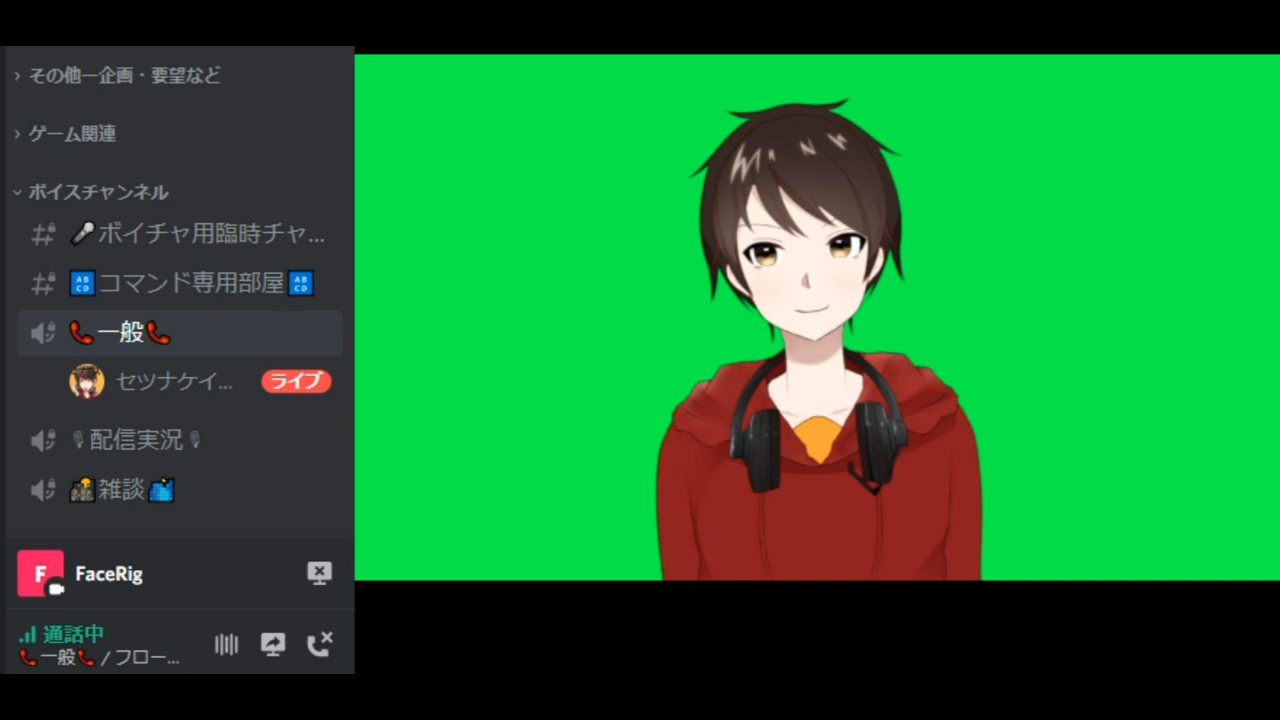 その他ー企画・要望など
ゲーム関連
ボイスチャンネル
🎤ボイチャ用臨時チャ...
🔠コマンド専用部屋🔠
📞一般📞
セツナケイ...
ライブ
🎙配信実況🎙
雑談
F
FaceRig
通話中
📞一般📞 / フロー...